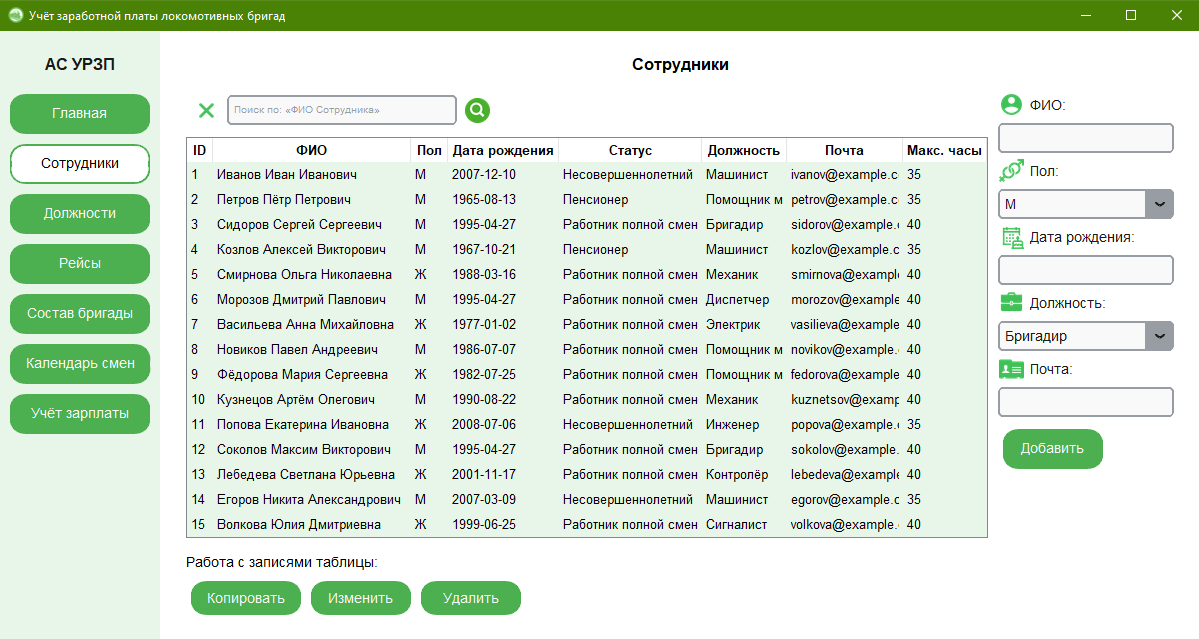 Учёт заработной платы локомотивных бригад
АС УРЗП
Главная
Сотрудники
Должности
Рейсы
Состав бригады
Календарь смен
Учёт зарплаты
Сотрудники
Поиск по: «ФИО Сотрудника»
ID ФИО Пол Дата рождения Статус Должность Почта Макс. часы
1 Иванов Иван Иванович М 2007-12-10 Несовершеннолетний Машинист ivanov@example.c 35
2 Петров Пётр Петрович М 1965-08-13 Пенсионер Помощник м petrov@example.c 35
3 Сидоров Сергей Сергеевич М 1995-04-27 Работник полной смен Бригадир sidorov@example. 40
4 Козлов Алексей Викторович М 1967-10-21 Пенсионер Машинист kozlov@example.c 35
5 Смирнова Ольга Николаевна Ж 1988-03-16 Работник полной смен Механик smirnova@exampl 40
6 Морозов Дмитрий Павлович М 1995-04-27 Работник полной смен Диспетчер morozov@example 40
7 Васильева Анна Михайловна Ж 1977-01-02 Работник полной смен Электрик vasilieva@example 40
8 Новиков Павел Андреевич М 1986-07-07 Работник полной смен Помощник м novikov@example. 40
9 Фёдорова Мария Сергеевна Ж 1982-07-25 Работник полной смен Помощник м fedorova@example 40
10 Кузнецов Артём Олегович М 1990-08-22 Работник полной смен Механик kuznetsov@examp 40
11 Попова Екатерина Ивановна Ж 2008-07-06 Несовершеннолетний Инженер popova@example. 35
12 Соколов Максим Викторович М 1995-04-27 Работник полной смен Бригадир sokolov@example. 40
13 Лебедева Светлана Юрьевна Ж 2001-11-17 Работник полной смен Контролёр lebedeva@exampl 40
14 Егоров Никита Александрович М 2007-03-09 Несовершеннолетний Машинист egorov@example.c 35
15 Волкова Юлия Дмитриевна Ж 1999-06-25 Работник полной смен Сигналист volkova@example. 40
Работа с записями таблицы:
Копировать Изменить Удалить
ФИО:
Пол:
М
Дата рождения:
Должность:
Бригадир
Почта:
Добавить